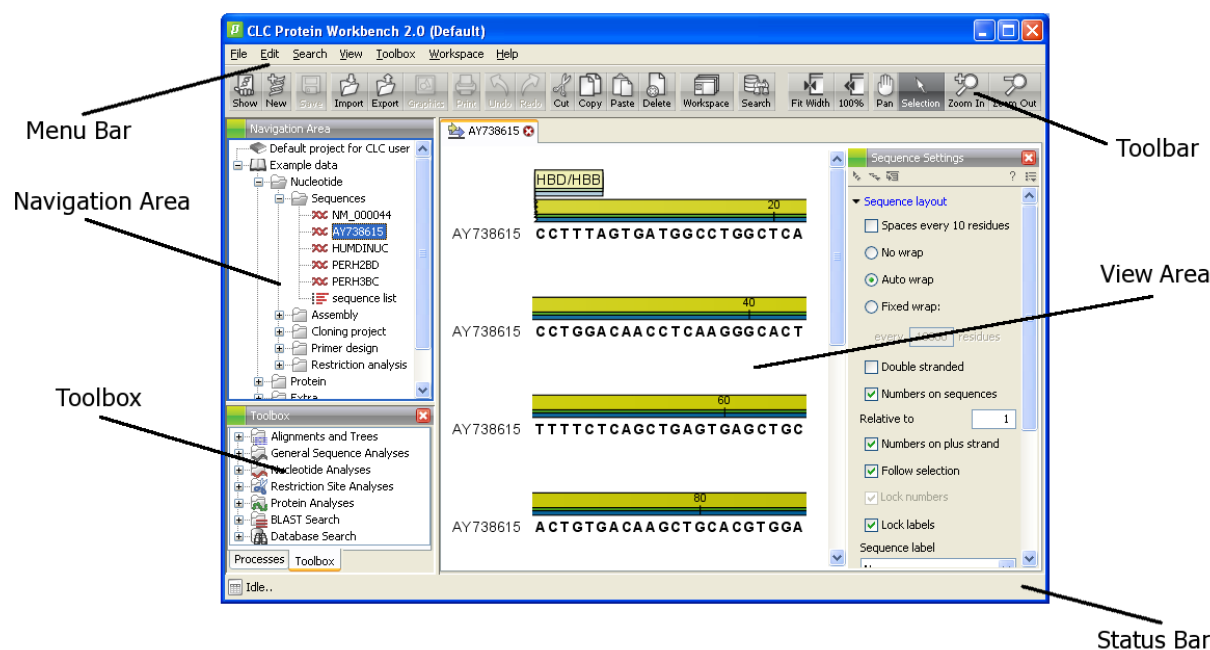 CLC Protein Workbench 2.0 (Default)
File Edit Search View Toolbox Workspace Help
Show New Save Import Export Graphics Print Undo Redo Cut Copy Paste Delete Workspace Search Fit Width 100% Pan Selection Zoom In Zoom Out
Menu Bar
Toolbar
Navigation Area
View Area
Toolbox
Status Bar
Navigation Area
Default project for CLC user
Example data
Nucleotide
Sequences
NM_000044
AY738615
HUMDINUC
PERH2BD
PERH3BC
sequence list
Assembly
Cloning project
Primer design
Restriction analysis
Protein
Extra
Toolbox
Alignments and Trees
General Sequence Analyses
Nucleotide Analyses
Restriction Site Analyses
Protein Analyses
BLAST Search
Database Search
Processes Toolbox
Idle..
AY738615
HBD/HBB
20
AY738615 CCTTTAGTGATGGCCTGGCTCA
40
AY738615 CCTGGACAACCTCAAGGGCACT
60
AY738615 TTTTCTCAGCTGAGTGAGCTGC
80
AY738615 ACTGTGACAAGCTGCACGTGGA
Sequence Settings
?
Sequence layout
Spaces every 10 residues
No wrap
Auto wrap
Fixed wrap:
every 10000 residues
Double stranded
Numbers on sequences
Relative to 1
Numbers on plus strand
Follow selection
Lock numbers
Lock labels
Sequence label